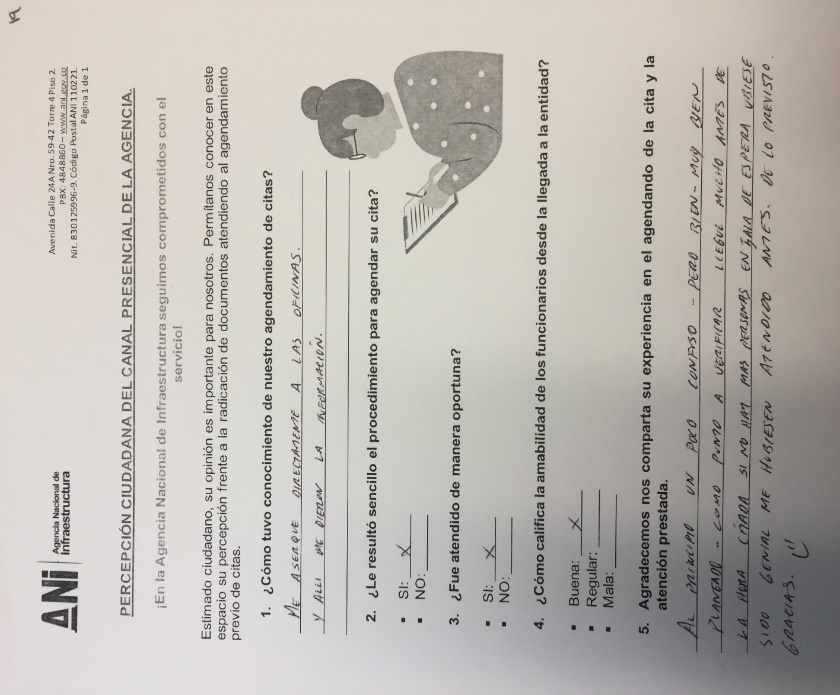 ANI
Agencia Nacional de
Infraestructura
Avenida Calle 24A Nro. 59-42 Torre 4 Piso 2.
PBX: 4848860 – www.ani.gov.co
Nit. 830125996-9. Código Postal ANI 110221.
Página 1 de 1
PERCEPCIÓN CIUDADANA DEL CANAL PRESENCIAL DE LA AGENCIA.
¡En la Agencia Nacional de Infraestructura seguimos comprometidos con el
servicio!
Estimado ciudadano, su opinión es importante para nosotros. Permítanos conocer en este
espacio su percepción frente a la radicación de documentos atendiendo al agendamiento
previo de citas.
1. ¿Cómo tuvo conocimiento de nuestro agendamiento de citas?
ME ASERQUE DIRECTAMENTE A LAS OFICINAS.
Y ALLI ME DIERON LA INFORMACIÓN.
2. ¿Le resultó sencillo el procedimiento para agendar su cita?
▪ SI: X
▪ NO:
3. ¿Fue atendido de manera oportuna?
▪ SI: X
▪ NO:
4. ¿Cómo califica la amabilidad de los funcionarios desde la llegada a la entidad?
▪ Buena: X
▪ Regular:
▪ Mala:
5. Agradecemos nos comparta su experiencia en el agendando de la cita y la
atención prestada.
AL PRINCIPIO UN POCO CONFUSO - PERO BIEN - MUY BIEN
PLANEADO - COMO PUNTO A VERIFICAR LLEGUE MUCHO ANTES DE
LA HORA CITADA SI NO HAY MAS PERSONAS EN SALA DE ESPERA UBIESE
SIDO GENIAL ME HUBIESEN ATENDIDO ANTES. DE LO PREVISTO.
GRACIAS.